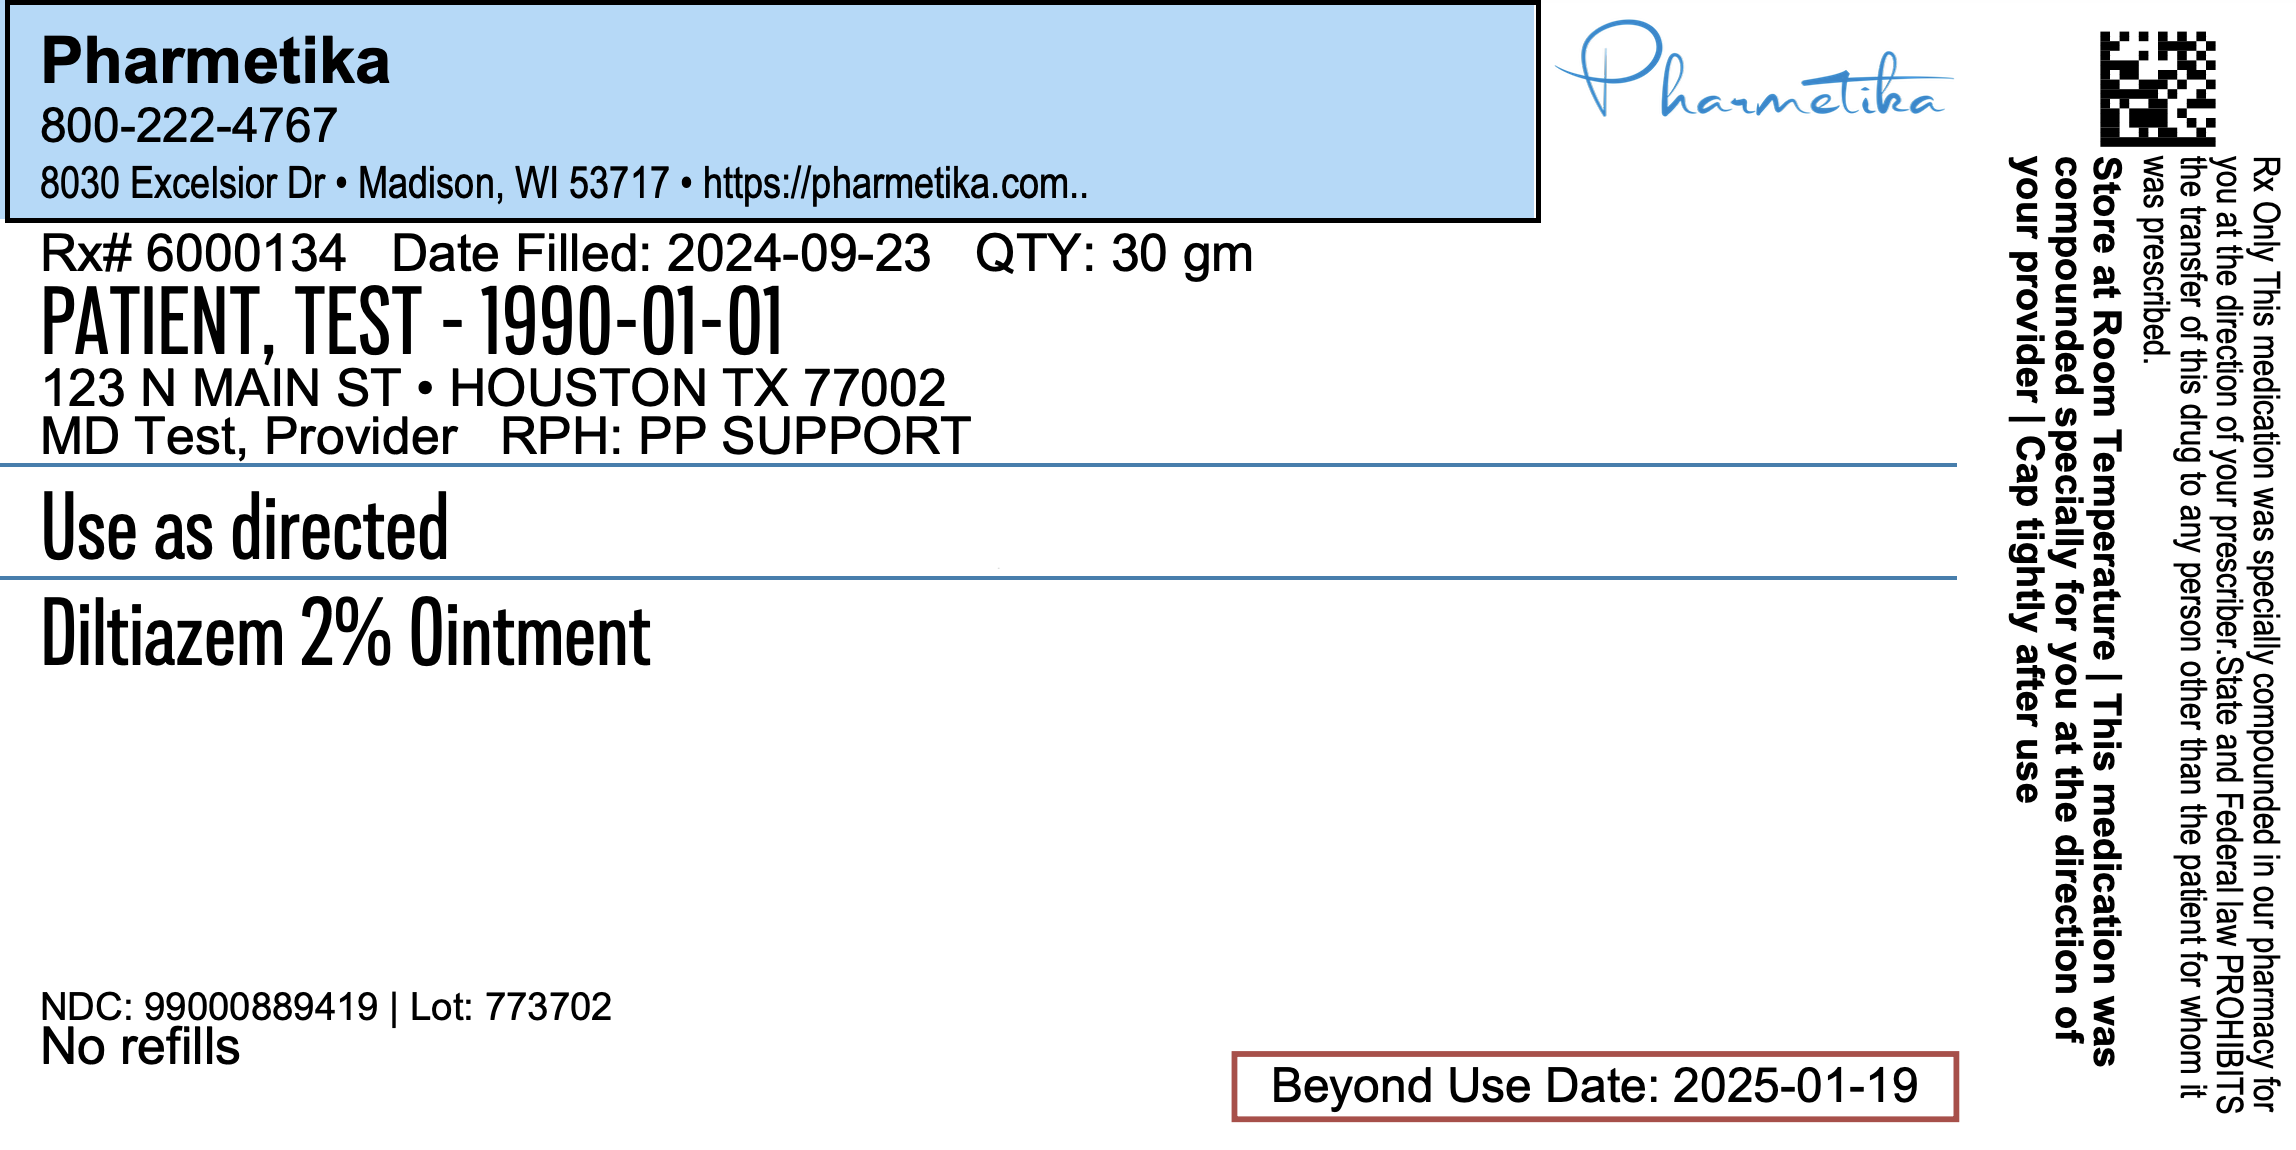 Pharmetika
800-222-4767
8030 Excelsior Dr • Madison, WI 53717 • https://pharmetika.com..
Pharmetika
Rx# 6000134 Date Filled: 2024-09-23 QTY: 30 gm
PATIENT, TEST - 1990-01-01
123 N MAIN ST • HOUSTON TX 77002
MD Test, Provider RPH: PP SUPPORT
Use as directed
Diltiazem 2% Ointment
NDC: 99000889419 | Lot: 773702
No refills
Beyond Use Date: 2025-01-19
Rx Only This medication was specially compounded in our pharmacy for
you at the direction of your prescriber.State and Federal law PROHIBITS
the transfer of this drug to any person other than the patient for whom it
was prescribed.
Store at Room Temperature | This medication was
compounded specially for you at the direction of
your provider | Cap tightly after use